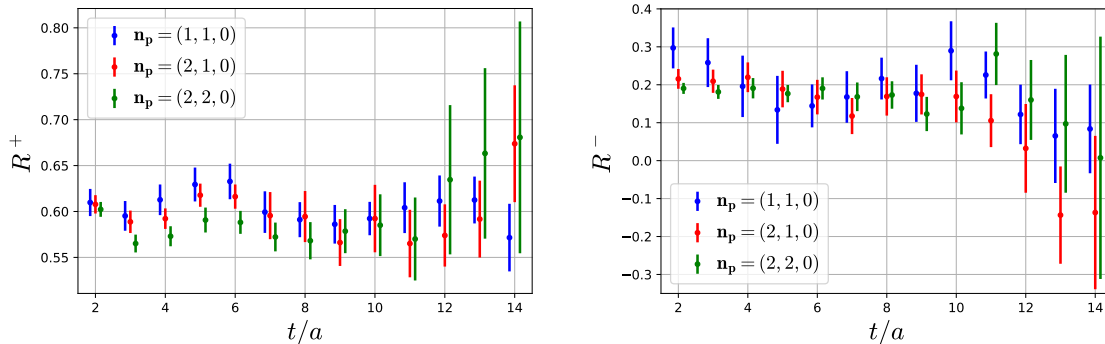 0.80
0.75
0.70
0.65
0.60
0.55
R⁺
2 4 6 8 10 12 14
t/a
n_p = (1, 1, 0)
n_p = (2, 1, 0)
n_p = (2, 2, 0)
0.4
0.3
0.2
0.1
0.0
−0.1
−0.2
−0.3
R⁻
2 4 6 8 10 12 14
t/a
n_p = (1, 1, 0)
n_p = (2, 1, 0)
n_p = (2, 2, 0)